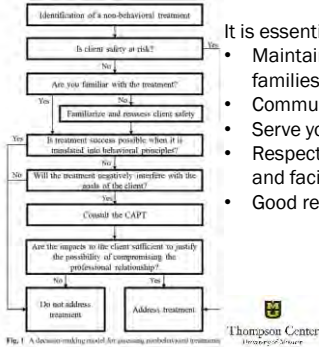 Identification of a non-behavioral treatment
Is client safety at risk?
Yes
No
Are you familiar with the treatment?
Yes
No
Familiarize and reassess client safety
Yes
Is treatment success possible when it is
translated into behavioral principles?
No
No
Will the treatment negatively interfere with the
goals of the client?
Yes
Consult the CAPT
Are the impacts to the client sufficient to justify
the possibility of compromising the
professional relationship?
No
Yes
Do not address
treatment
Address treatment
Fig. 1 A decision-making model for assessing nonbehavioral treatments
It is essenti
• Maintai
families
• Commu
• Serve yo
• Respect
and facil
• Good re
Thompson Center